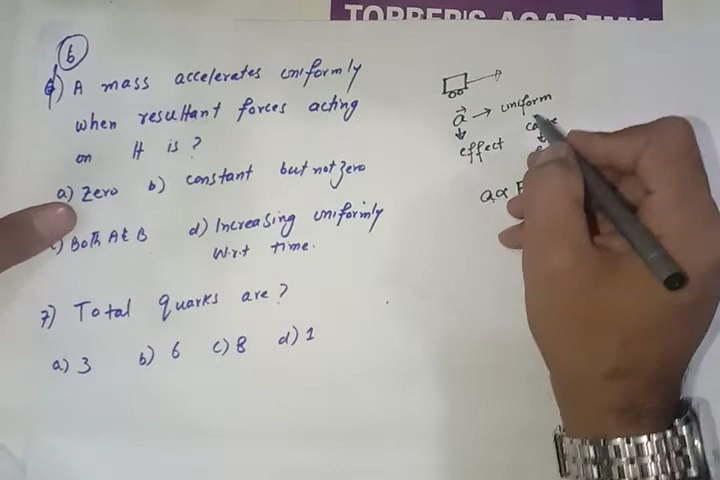 TOPPER'S ACADEMY
6
6) A mass accelerates uniformly
when resultant forces acting
on It is?
a) Zero b) constant but not zero
c) Both A & B d) Increasing uniformly
w.r.t time.
7) Total quarks are?
a) 3 b) 6 c) 8 d) 1
a → uniform
effect
a ∝ F